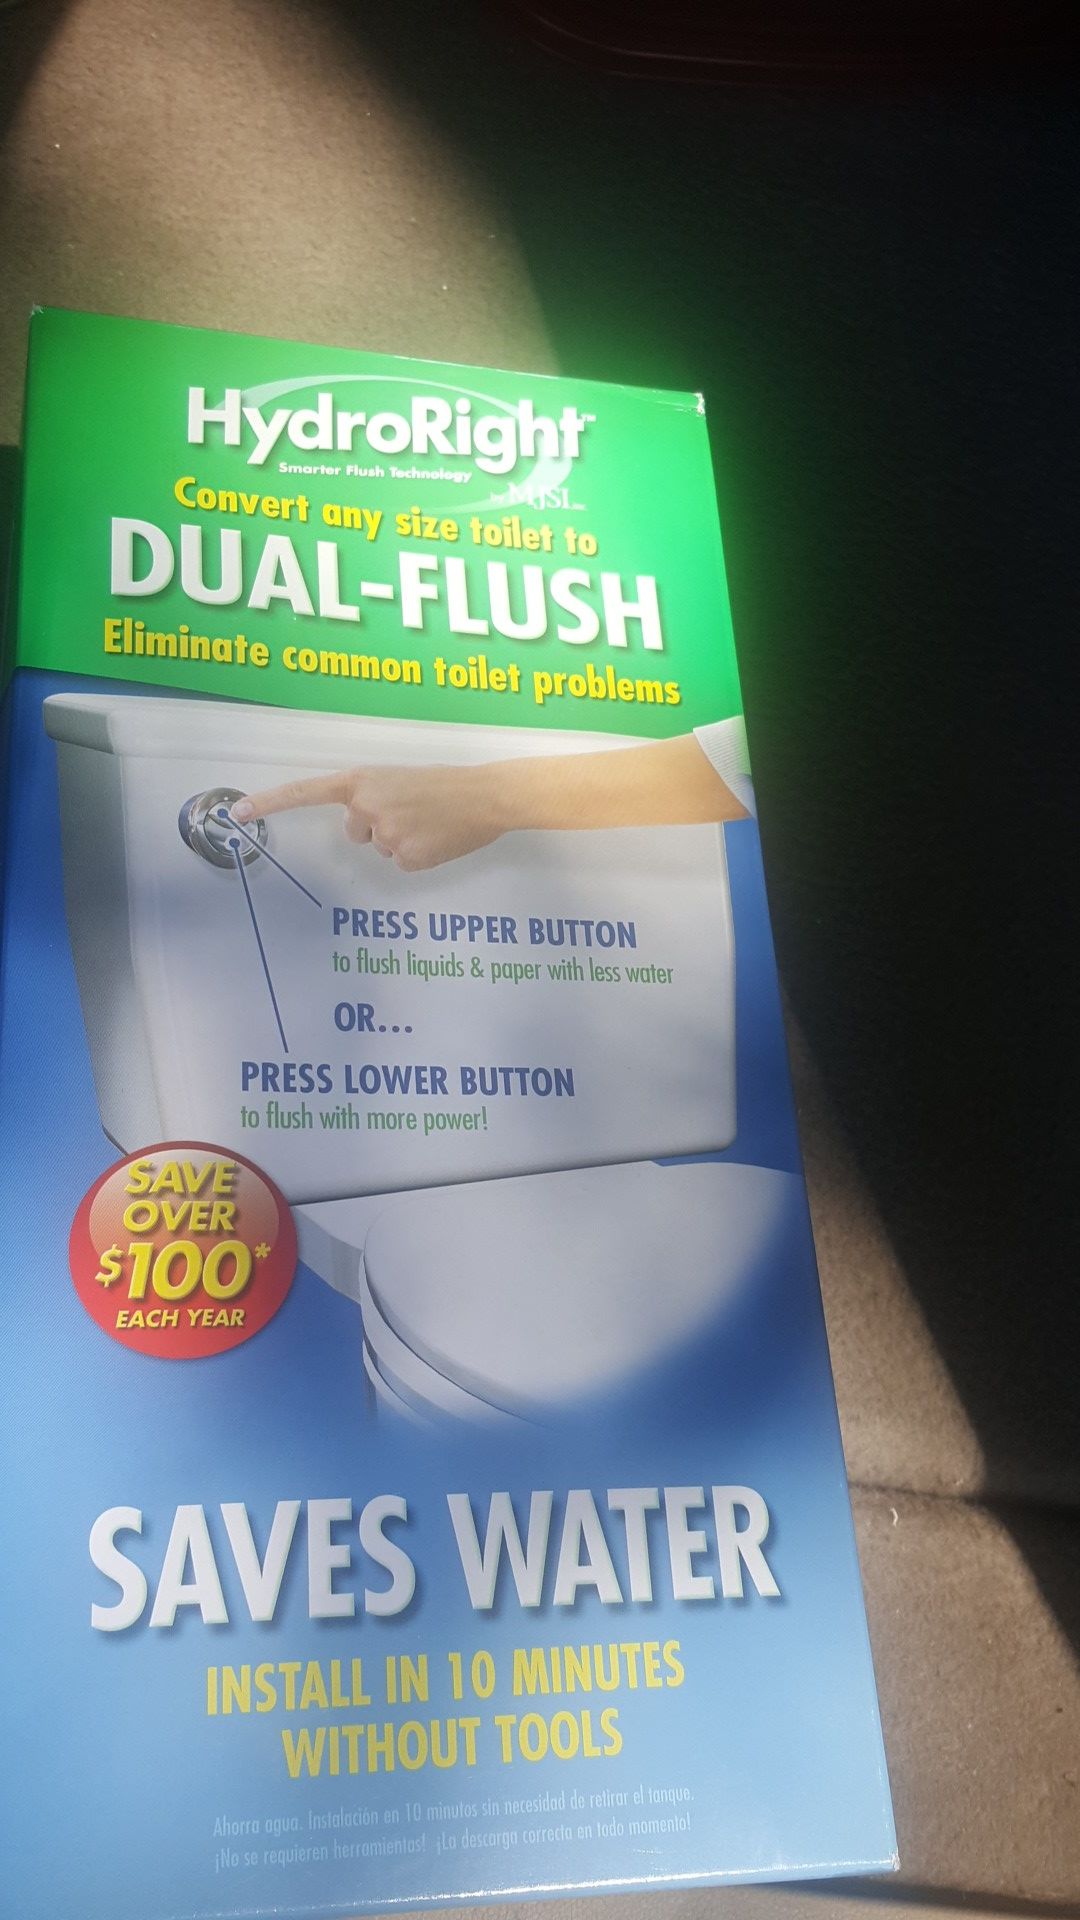 HydroRight™
Smarter Flush Technology
by MJSI, Inc.
Convert any size toilet to
DUAL-FLUSH
Eliminate common toilet problems
PRESS UPPER BUTTON
to flush liquids & paper with less water
OR...
PRESS LOWER BUTTON
to flush with more power!
SAVE
OVER
$100*
EACH YEAR
SAVES WATER
INSTALL IN 10 MINUTES
WITHOUT TOOLS
Ahorra agua. Instalación en 10 minutos sin necesidad de retirar el tanque.
¡No se requieren herramientas! ¡La descarga correcta en todo momento!